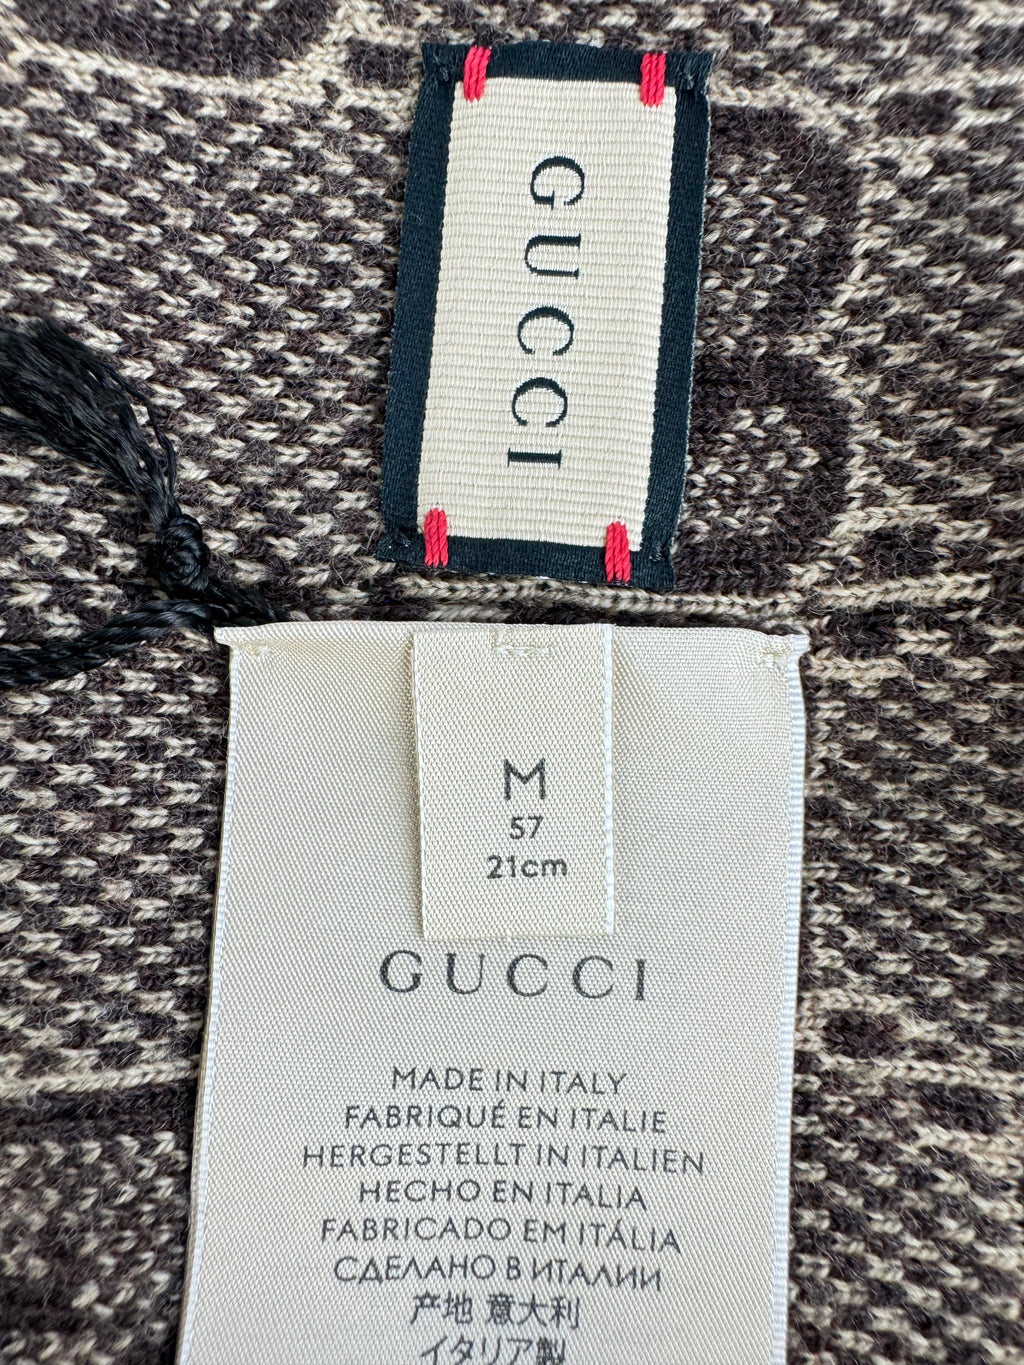 GUCCI
M
57
21cm
GUCCI
MADE IN ITALY
FABRIQUÉ EN ITALIE
HERGESTELLT IN ITALIEN
HECHO EN ITALIA
FABRICADO EM ITÁLIA
СДЕЛАНО В ИТАЛИИ
产地 意大利
イタリア製